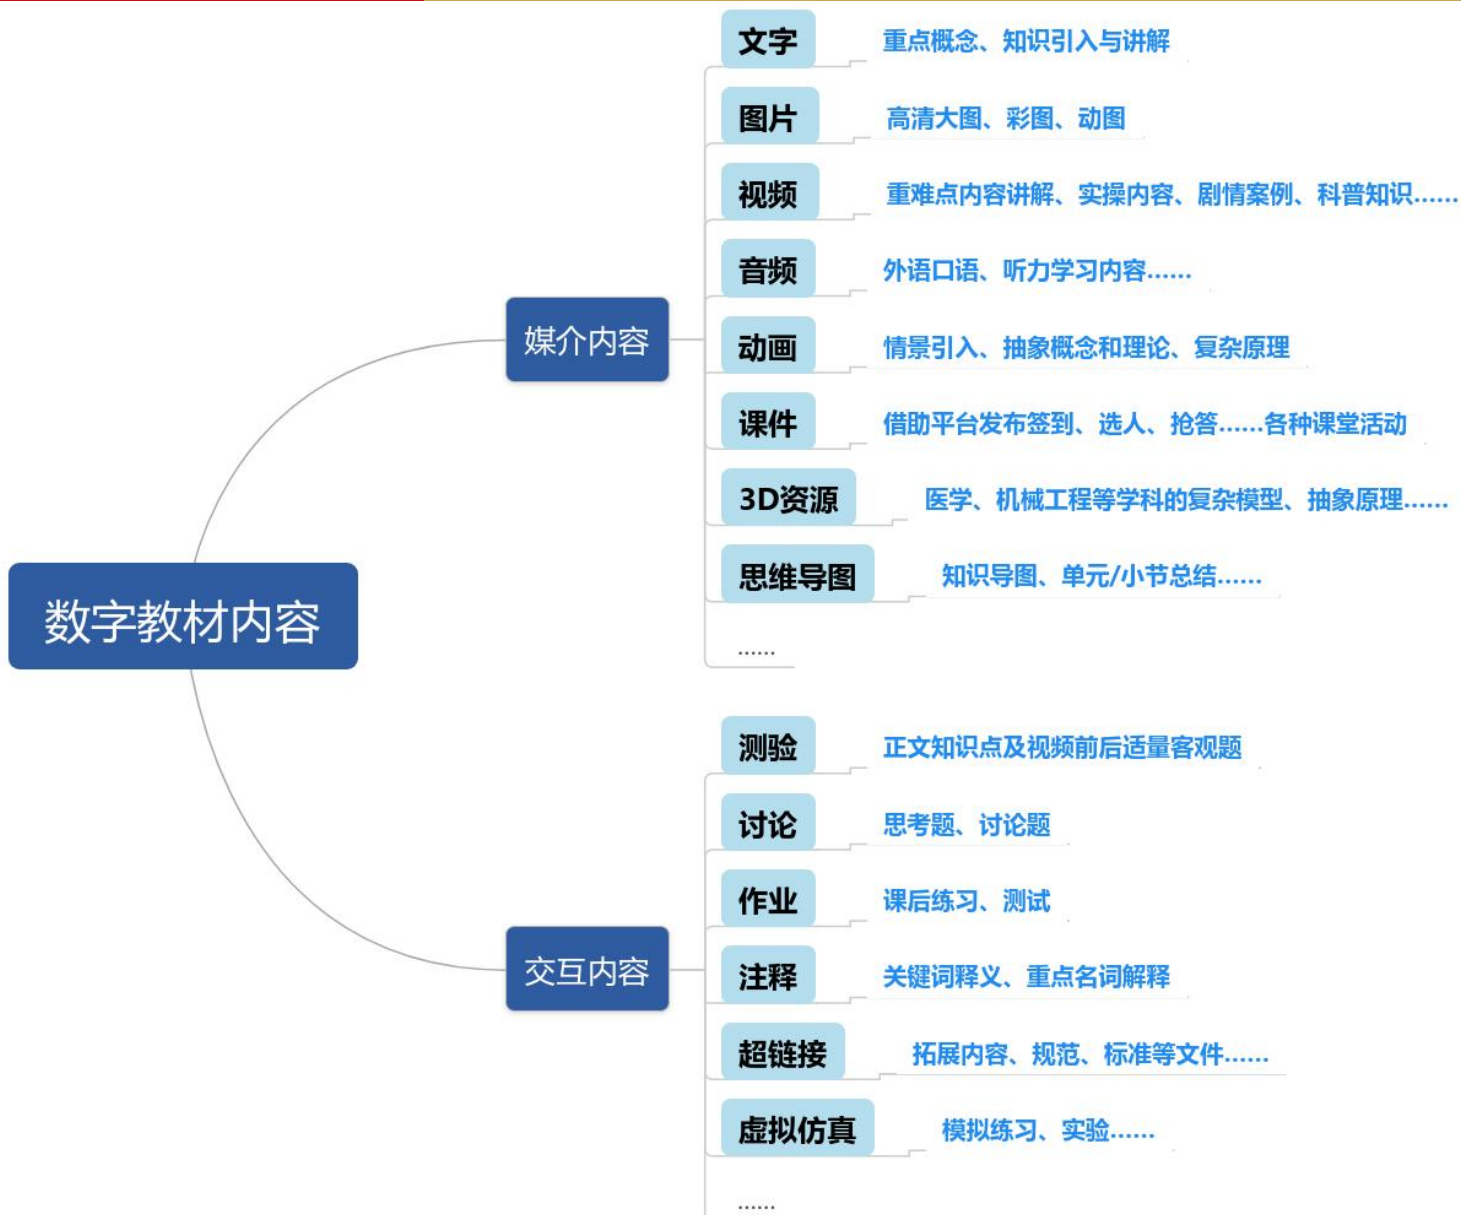 数字教材内容
媒介内容
文字 重点概念、知识引入与讲解
图片 高清大图、彩图、动图
视频 重难点内容讲解、实操内容、剧情案例、科普知识……
音频 外语口语、听力学习内容……
动画 情景引入、抽象概念和理论、复杂原理
课件 借助平台发布签到、选人、抢答……各种课堂活动
3D资源 医学、机械工程等学科的复杂模型、抽象原理……
思维导图 知识导图、单元/小节总结……
……
交互内容
测验 正文知识点及视频前后适量客观题
讨论 思考题、讨论题
作业 课后练习、测试
注释 关键词释义、重点名词解释
超链接 拓展内容、规范、标准等文件……
虚拟仿真 模拟练习、实验……
……